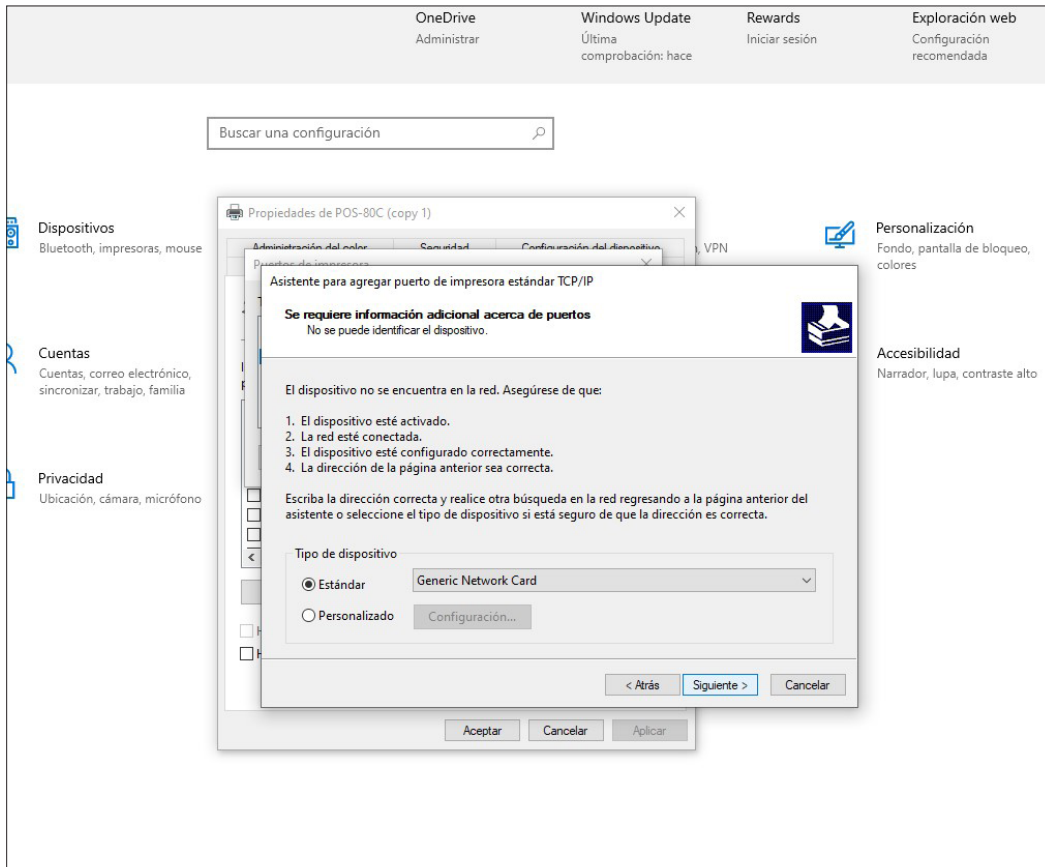 OneDrive
Administrar
Windows Update
Última
comprobación: hace
Rewards
Iniciar sesión
Exploración web
Configuración
recomendada
Buscar una configuración
Dispositivos
Bluetooth, impresoras, mouse
Propiedades de POS-80C (copy 1)
Administración del color
Seguridad
Configuración del dispositivo
, VPN
Personalización
Fondo, pantalla de bloqueo,
colores
Puertos de impresora
Asistente para agregar puerto de impresora estándar TCP/IP
Se requiere información adicional acerca de puertos
No se puede identificar el dispositivo.
Cuentas
Cuentas, correo electrónico,
sincronizar, trabajo, familia
Accesibilidad
Narrador, lupa, contraste alto
El dispositivo no se encuentra en la red. Asegúrese de que:
1. El dispositivo esté activado.
2. La red esté conectada.
3. El dispositivo esté configurado correctamente.
4. La dirección de la página anterior sea correcta.
Privacidad
Ubicación, cámara, micrófono
Escriba la dirección correcta y realice otra búsqueda en la red regresando a la página anterior del
asistente o seleccione el tipo de dispositivo si está seguro de que la dirección es correcta.
Tipo de dispositivo
Estándar
Generic Network Card
Personalizado
Configuración...
< Atrás
Siguiente >
Cancelar
Aceptar
Cancelar
Aplicar